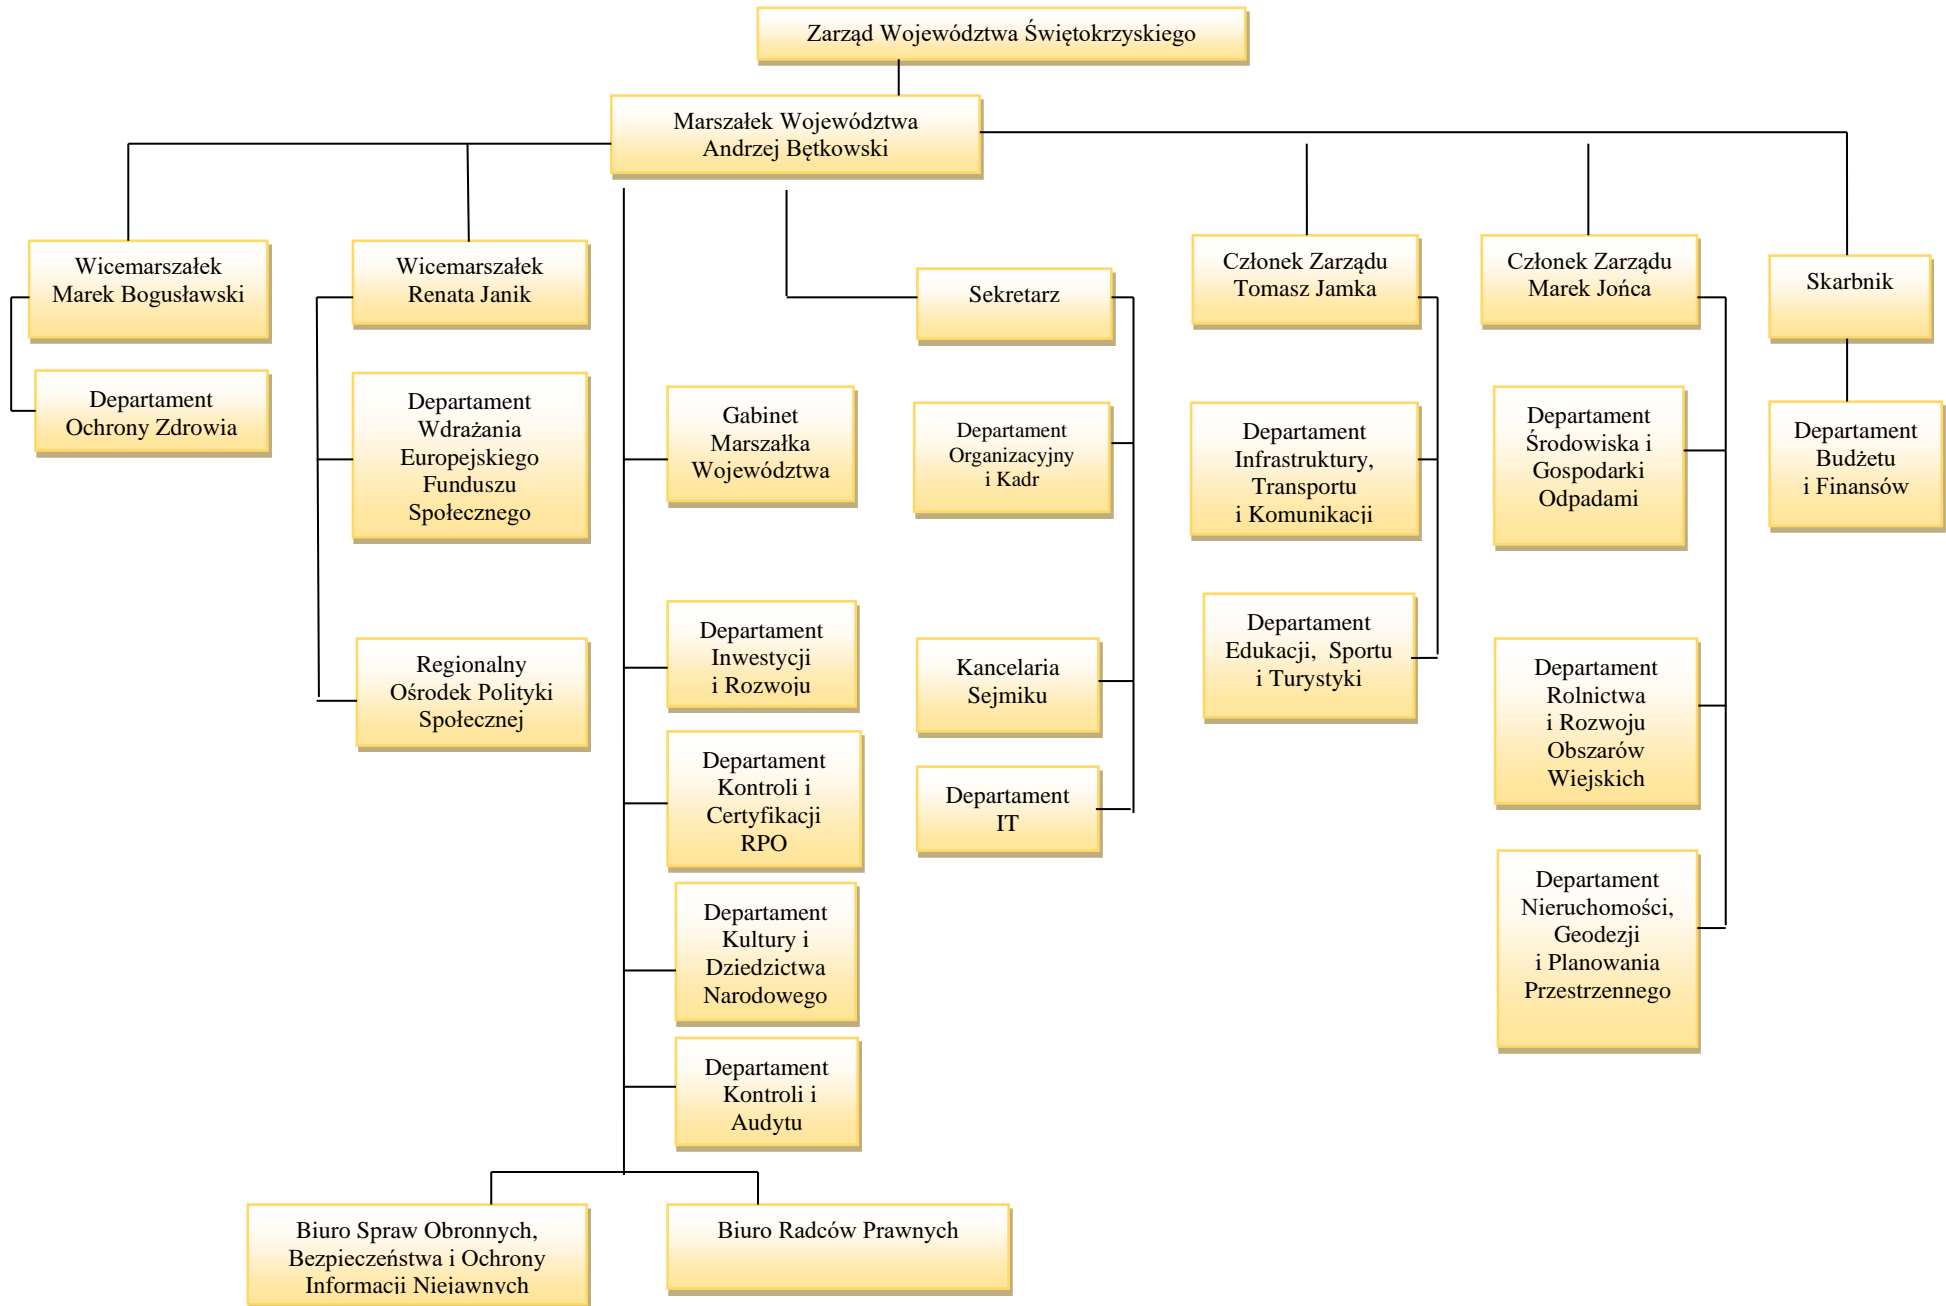 Zarząd Województwa Świętokrzyskiego
Marszałek Województwa
Andrzej Bętkowski
Wicemarszałek
Marek Bogusławski
Departament
Ochrony Zdrowia
Wicemarszałek
Renata Janik
Departament
Wdrażania
Europejskiego
Funduszu
Społecznego
Regionalny
Ośrodek Polityki
Społecznej
Gabinet
Marszałka
Województwa
Departament
Inwestycji
i Rozwoju
Departament
Kontroli i
Certyfikacji
RPO
Departament
Kultury i
Dziedzictwa
Narodowego
Departament
Kontroli i
Audytu
Biuro Spraw Obronnych,
Bezpieczeństwa i Ochrony
Informacji Niejawnych
Biuro Radców Prawnych
Sekretarz
Departament
Organizacyjny
i Kadr
Kancelaria
Sejmiku
Departament
IT
Członek Zarządu
Tomasz Jamka
Departament
Infrastruktury,
Transportu
i Komunikacji
Departament
Edukacji, Sportu
i Turystyki
Członek Zarządu
Marek Jońca
Departament
Środowiska i
Gospodarki
Odpadami
Departament
Rolnictwa
i Rozwoju
Obszarów
Wiejskich
Departament
Nieruchomości,
Geodezji
i Planowania
Przestrzennego
Skarbnik
Departament
Budżetu
i Finansów